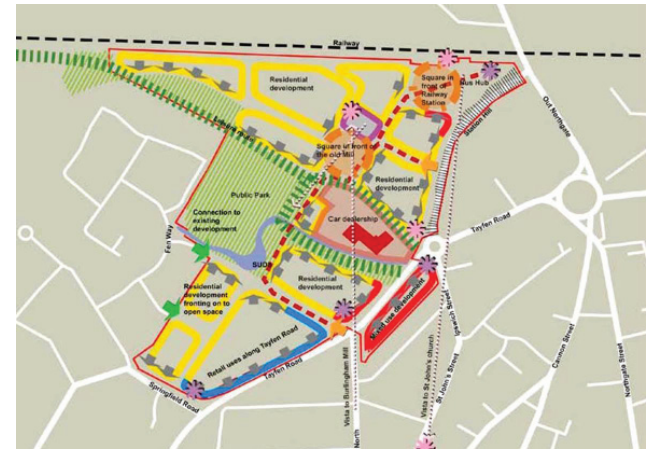 Railway
Residential
development
Square in
front of
Railway
Station
Bus Hub
Out Northgate
Station Hill
Square in front of
the old Mill
Residential
development
Public Park
Car dealership
Tayfen Road
Connection to
existing
development
Fen Way
SUDS
Residential
development
Residential
development
fronting on to
open space
Mixed use development
Retail uses along Tayfen Road
Tayfen Road
Springfield Road
Vista to Burlingham Mill
North
Vista to St John's church
St John's Street
Ipswich Street
Cannon Street
Northgate Street